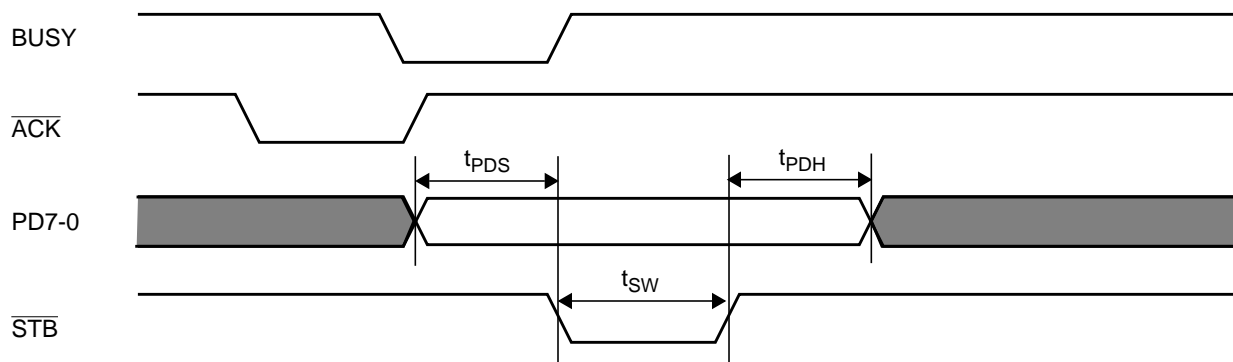 BUSY
ACK
tPDS
tPDH
PD7-0
tSW
STB